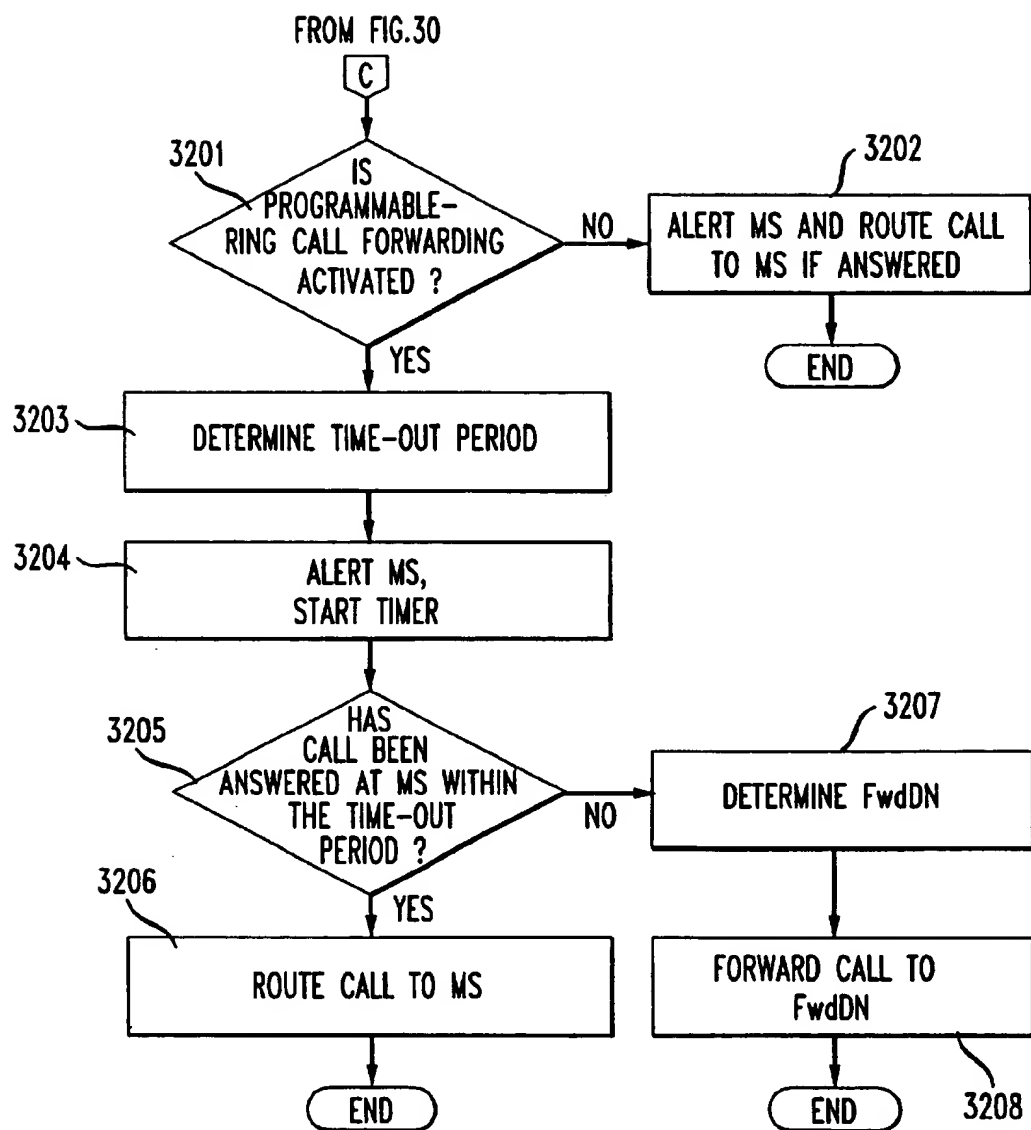 FROM FIG.30
C
3201
IS
PROGRAMMABLE-
RING CALL FORWARDING
ACTIVATED ?
NO
YES
3202
ALERT MS AND ROUTE CALL
TO MS IF ANSWERED
END
3203
DETERMINE TIME-OUT PERIOD
3204
ALERT MS,
START TIMER
3205
HAS
CALL BEEN
ANSWERED AT MS WITHIN
THE TIME-OUT
PERIOD ?
NO
YES
3207
DETERMINE FwdDN
3206
ROUTE CALL TO MS
FORWARD CALL TO
FwdDN
3208
END
END